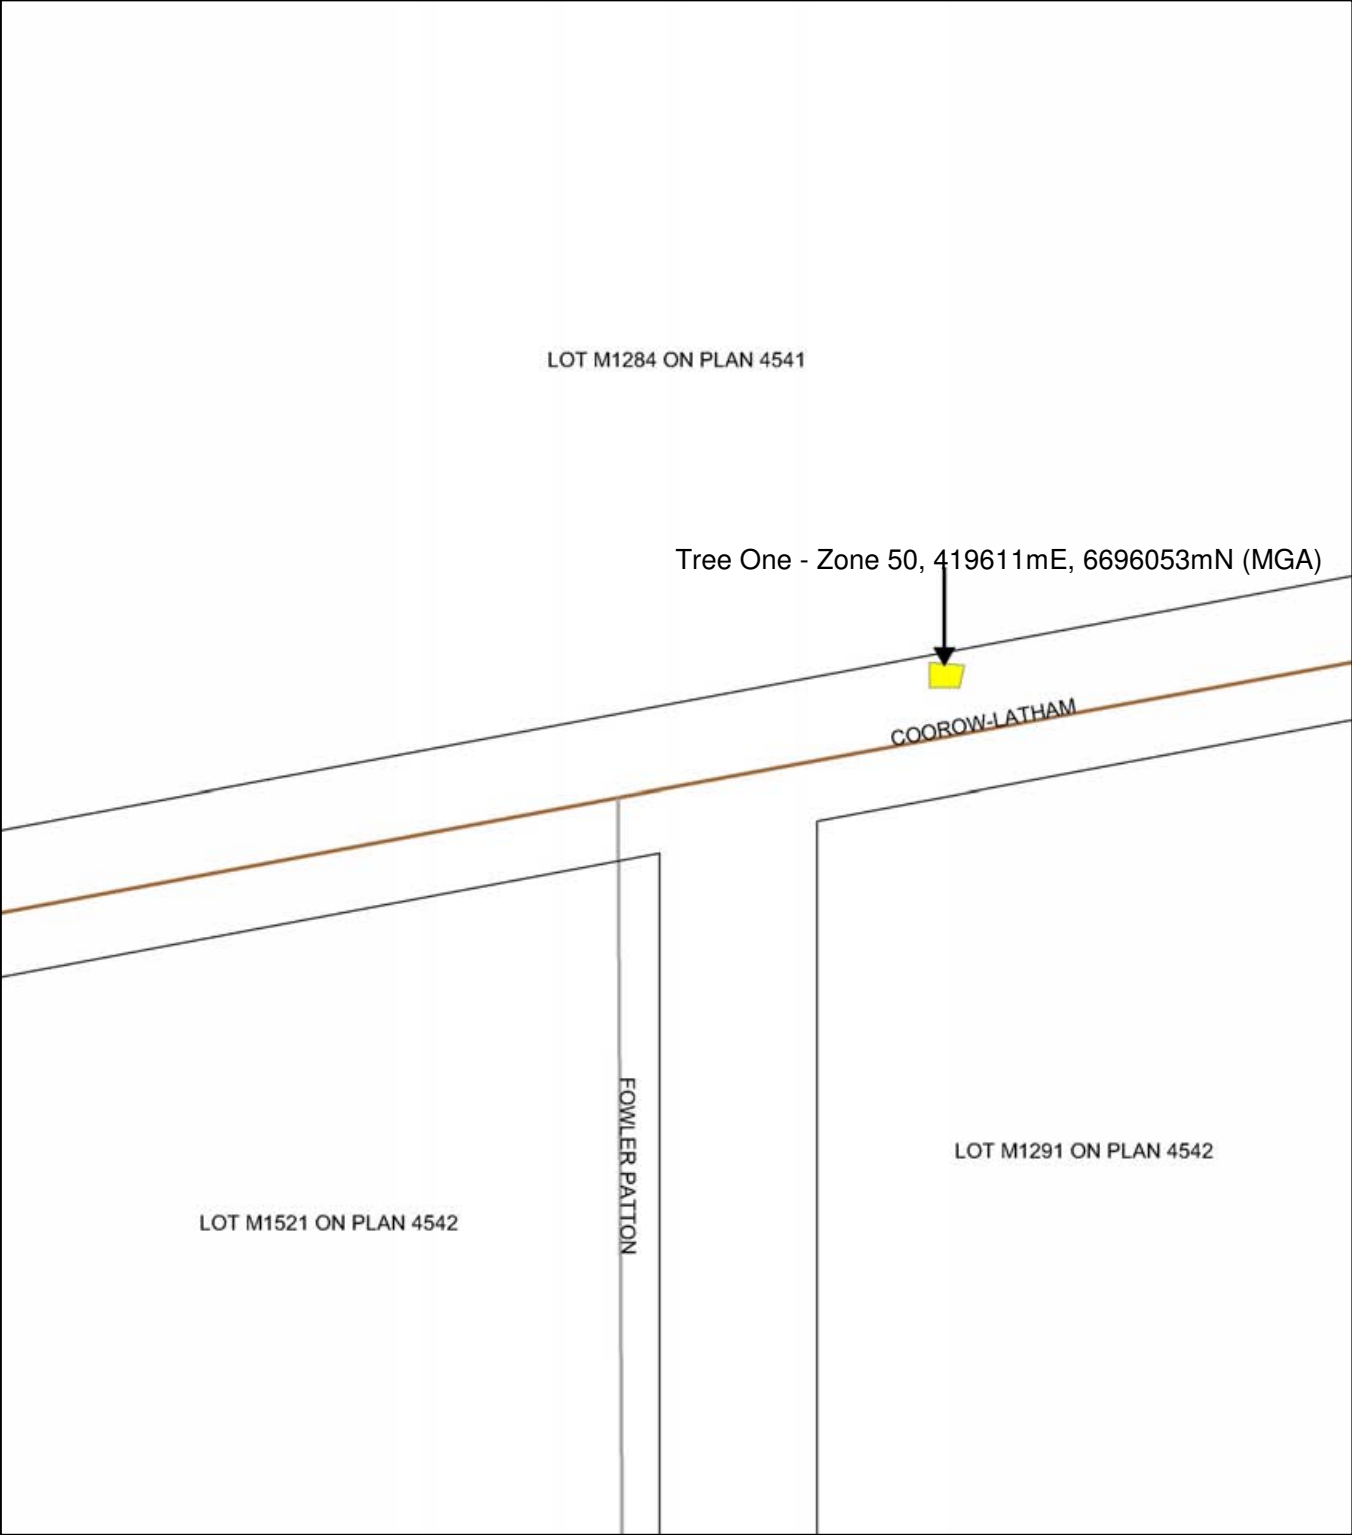 LOT M1284 ON PLAN 4541
Tree One - Zone 50, 419611mE, 6696053mN (MGA)
COOROW-LATHAM
FOWLER PATTON
LOT M1291 ON PLAN 4542
LOT M1521 ON PLAN 4542